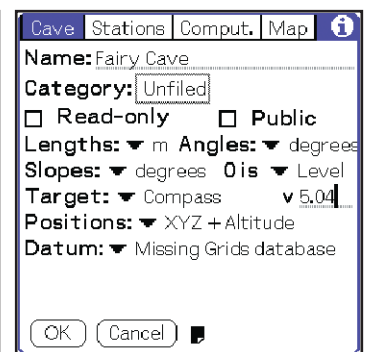 Cave Stations Comput. Map i
Name: Fairy Cave
Category: Unfiled
Read-only Public
Lengths: m Angles: degrees
Slopes: degrees 0 is Level
Target: Compass v 5.04
Positions: XYZ + Altitude
Datum: Missing Grids database
OK Cancel